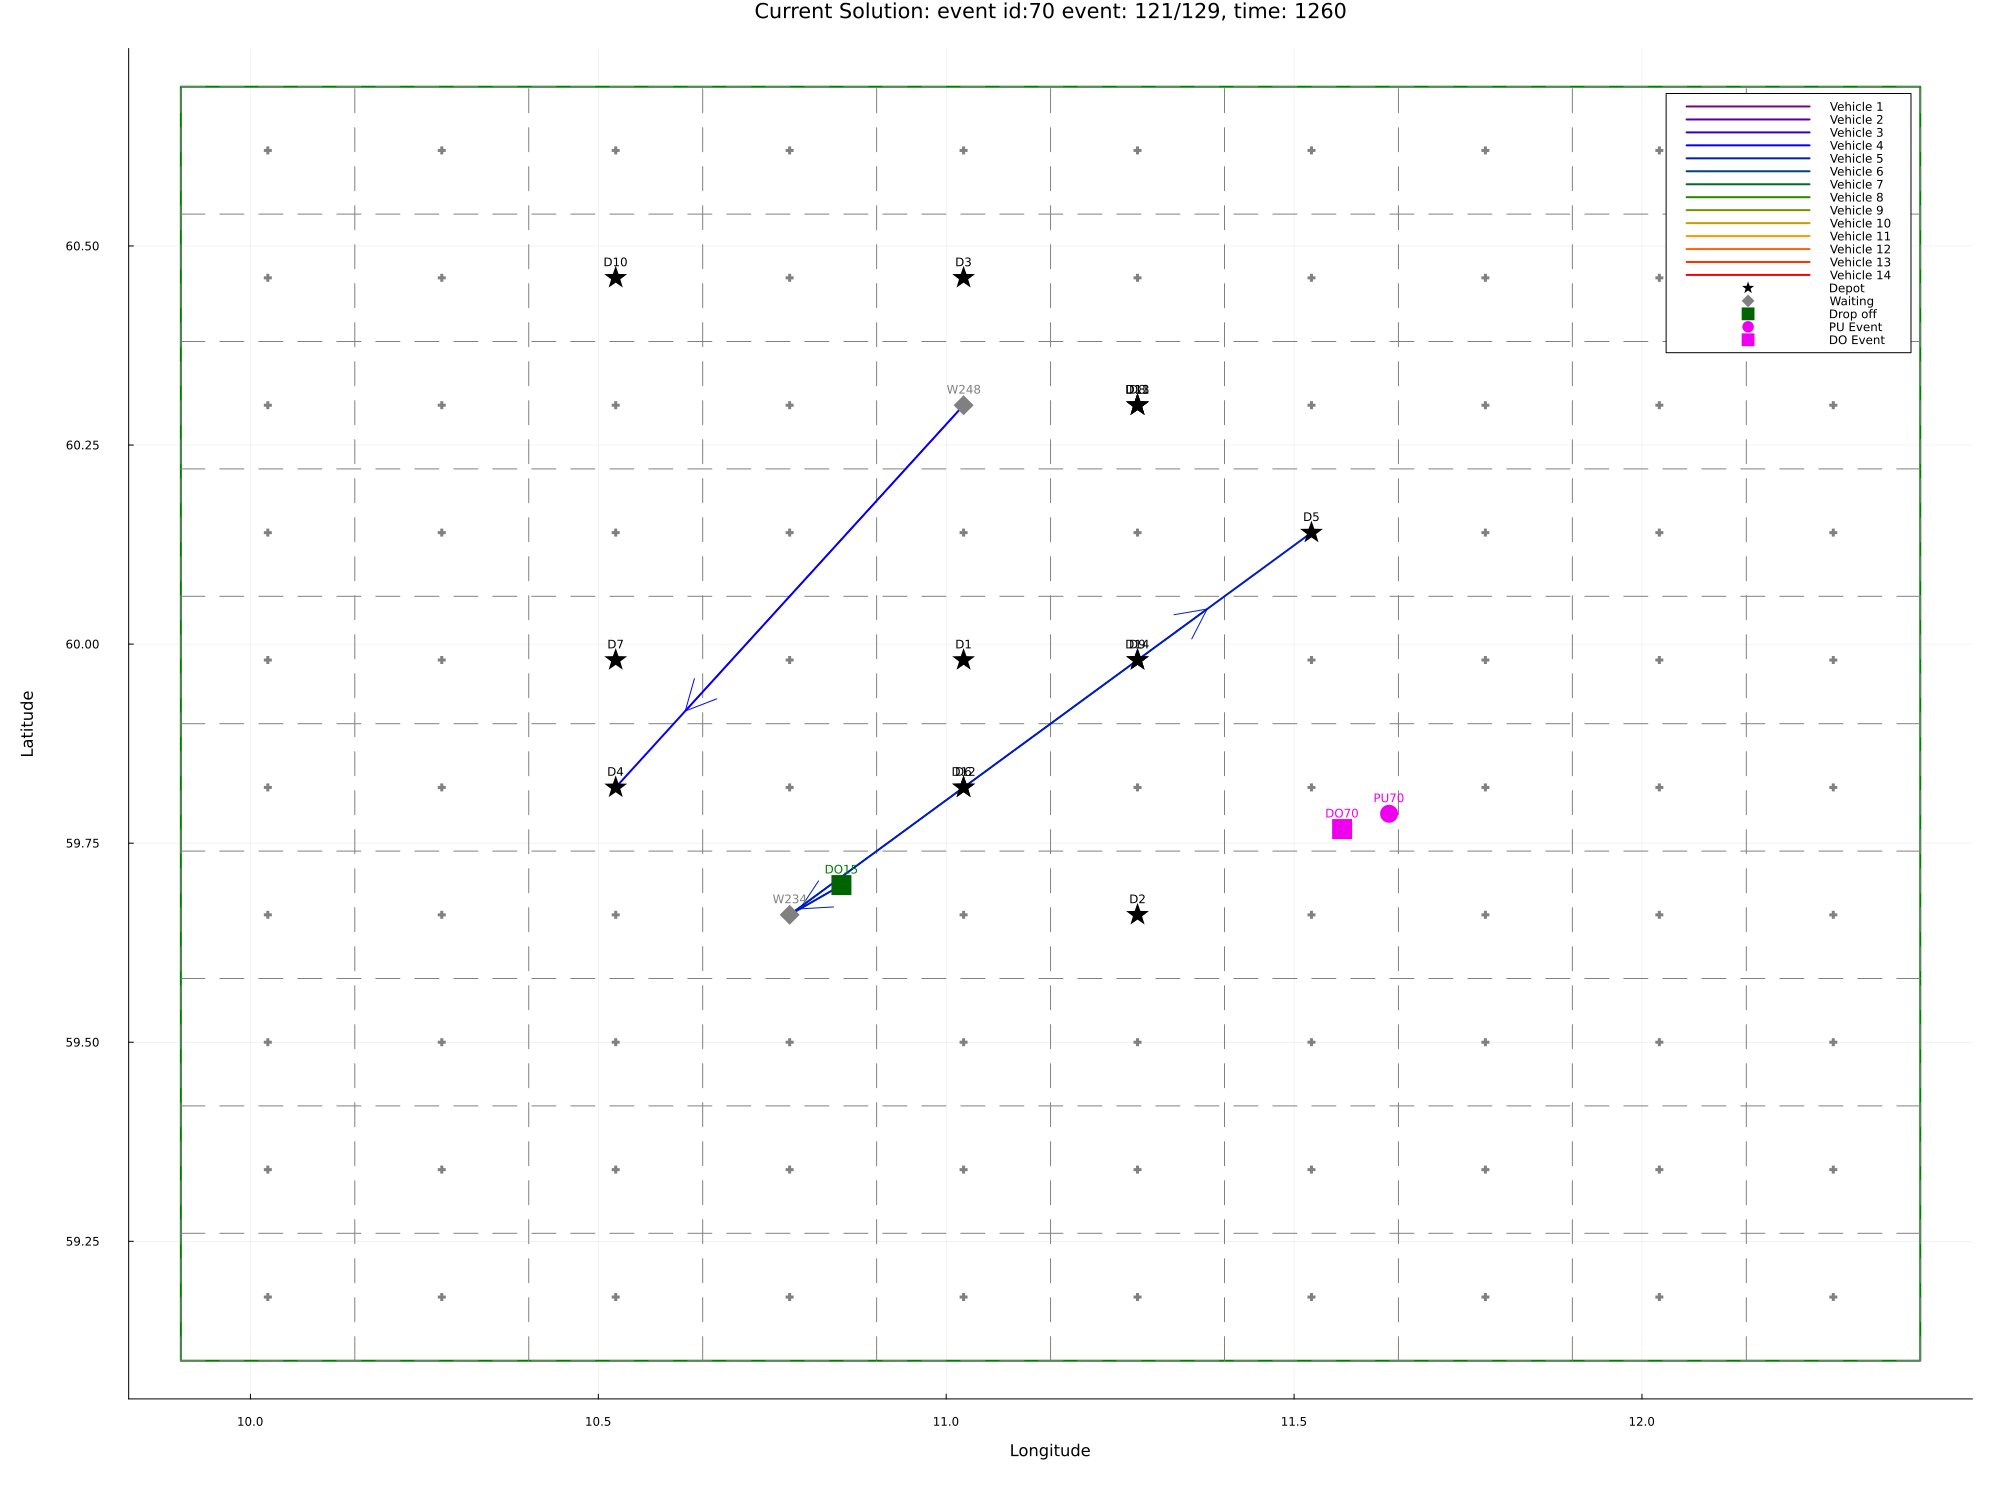 Current Solution: event id:70 event: 121/129, time: 1260
Vehicle 1
Vehicle 2
Vehicle 3
Vehicle 4
Vehicle 5
Vehicle 6
Vehicle 7
Vehicle 8
Vehicle 9
Vehicle 10
Vehicle 11
Vehicle 12
Vehicle 13
Vehicle 14
Depot
Waiting
Drop off
PU Event
DO Event
60.50
60.25
60.00
59.75
59.50
59.25
Latitude
D10
D3
W248
D5
D7
D1
D4
PU70
DO70
DO15
W234
D2
10.0
10.5
11.0
11.5
12.0
Longitude